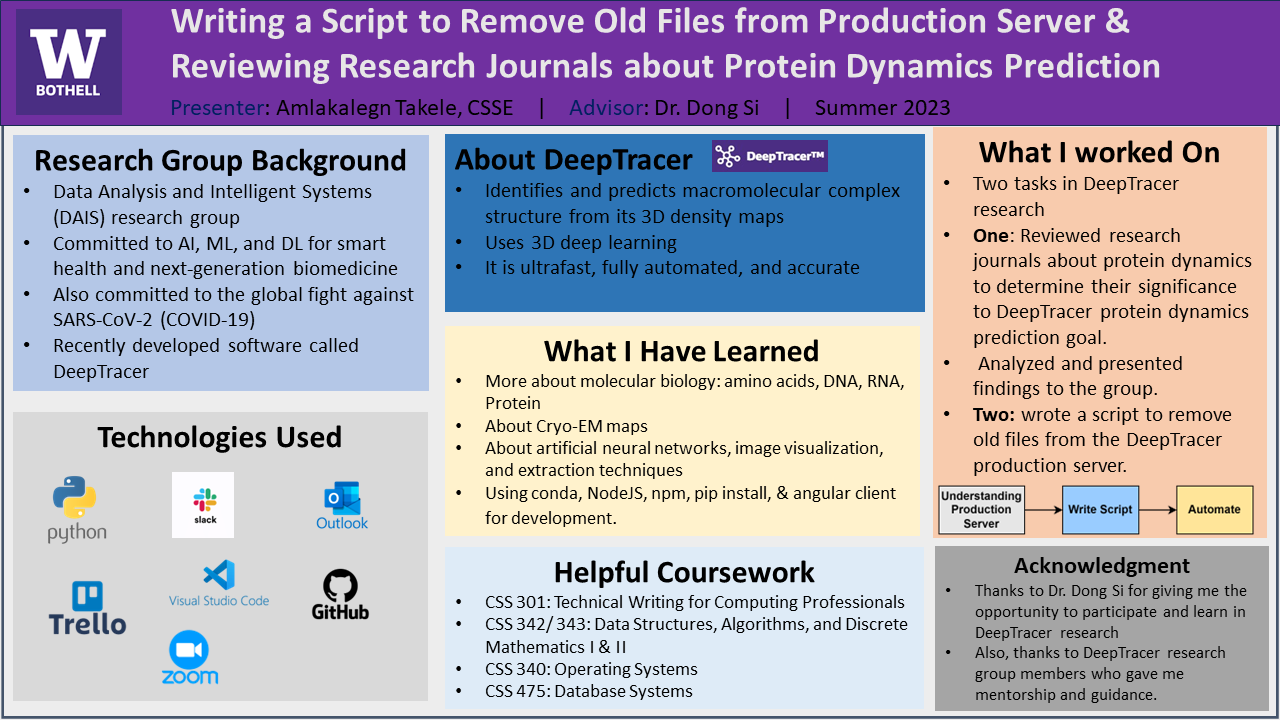 W
BOTHELL
Writing a Script to Remove Old Files from Production Server &
Reviewing Research Journals about Protein Dynamics Prediction
Presenter: Amlakalegn Takele, CSSE | Advisor: Dr. Dong Si | Summer 2023
Research Group Background
• Data Analysis and Intelligent Systems
(DAIS) research group
• Committed to AI, ML, and DL for smart
health and next-generation biomedicine
• Also committed to the global fight against
SARS-CoV-2 (COVID-19)
• Recently developed software called
DeepTracer
Technologies Used
python
slack
Outlook
Visual Studio Code
GitHub
Trello
zoom
About DeepTracer
DeepTracer™
• Identifies and predicts macromolecular complex
structure from its 3D density maps
• Uses 3D deep learning
• It is ultrafast, fully automated, and accurate
What I Have Learned
• More about molecular biology: amino acids, DNA, RNA,
Protein
• About Cryo-EM maps
• About artificial neural networks, image visualization,
and extraction techniques
• Using conda, NodeJS, npm, pip install, & angular client
for development.
Helpful Coursework
• CSS 301: Technical Writing for Computing Professionals
• CSS 342/ 343: Data Structures, Algorithms, and Discrete
Mathematics I & II
• CSS 340: Operating Systems
• CSS 475: Database Systems
What I worked On
• Two tasks in DeepTracer
research
• One: Reviewed research
journals about protein dynamics
to determine their significance
to DeepTracer protein dynamics
prediction goal.
• Analyzed and presented
findings to the group.
• Two: wrote a script to remove
old files from the DeepTracer
production server.
Understanding
Production
Server
Write Script
Automate
Acknowledgment
• Thanks to Dr. Dong Si for giving me the
opportunity to participate and learn in
DeepTracer research
• Also, thanks to DeepTracer research
group members who gave me
mentorship and guidance.